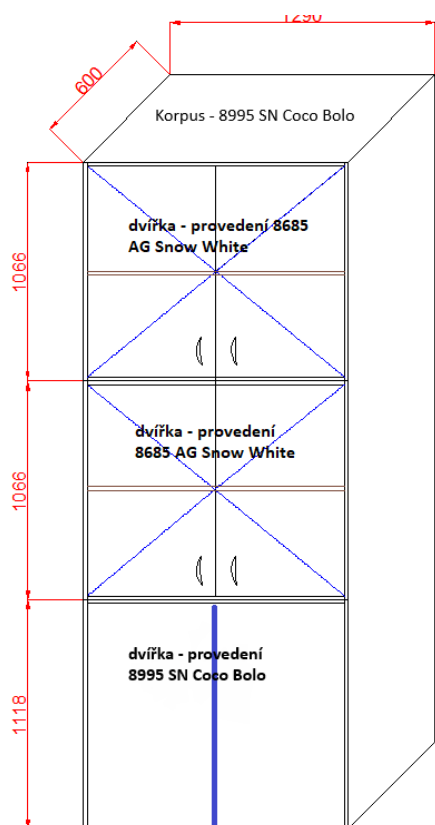 1290
600
Korpus - 8995 SN Coco Bolo
dvířka - provedení 8685
AG Snow White
1066
dvířka - provedení
8685 AG Snow White
1066
dvířka - provedení
8995 SN Coco Bolo
1118